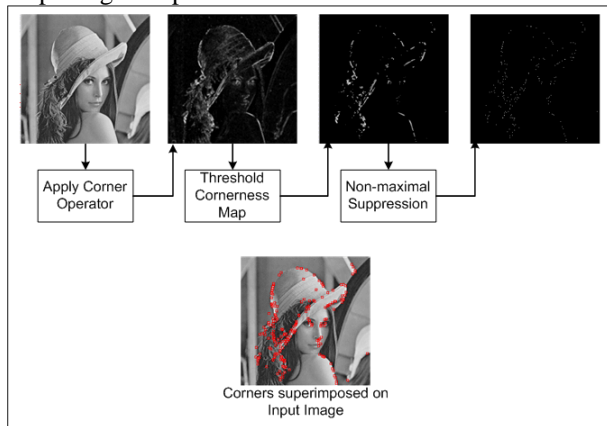 Apply Corner
Operator
Threshold
Cornerness
Map
Non-maximal
Suppression
Corners superimposed on
Input Image